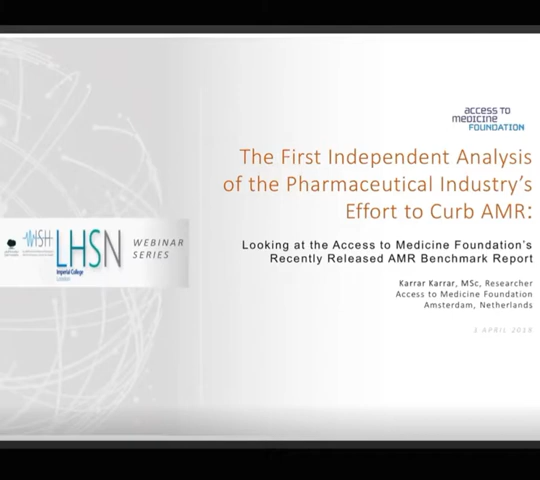 ACCESS TO
MEDICINE
FOUNDATION
The First Independent Analysis
of the Pharmaceutical Industry's
Effort to Curb AMR:
Looking at the Access to Medicine Foundation's
Recently Released AMR Benchmark Report
Karrar Karrar, MSc, Researcher
Access to Medicine Foundation
Amsterdam, Netherlands
3 APRIL 2018
WISH
LHSN
Imperial College
London
WEBINAR
SERIES